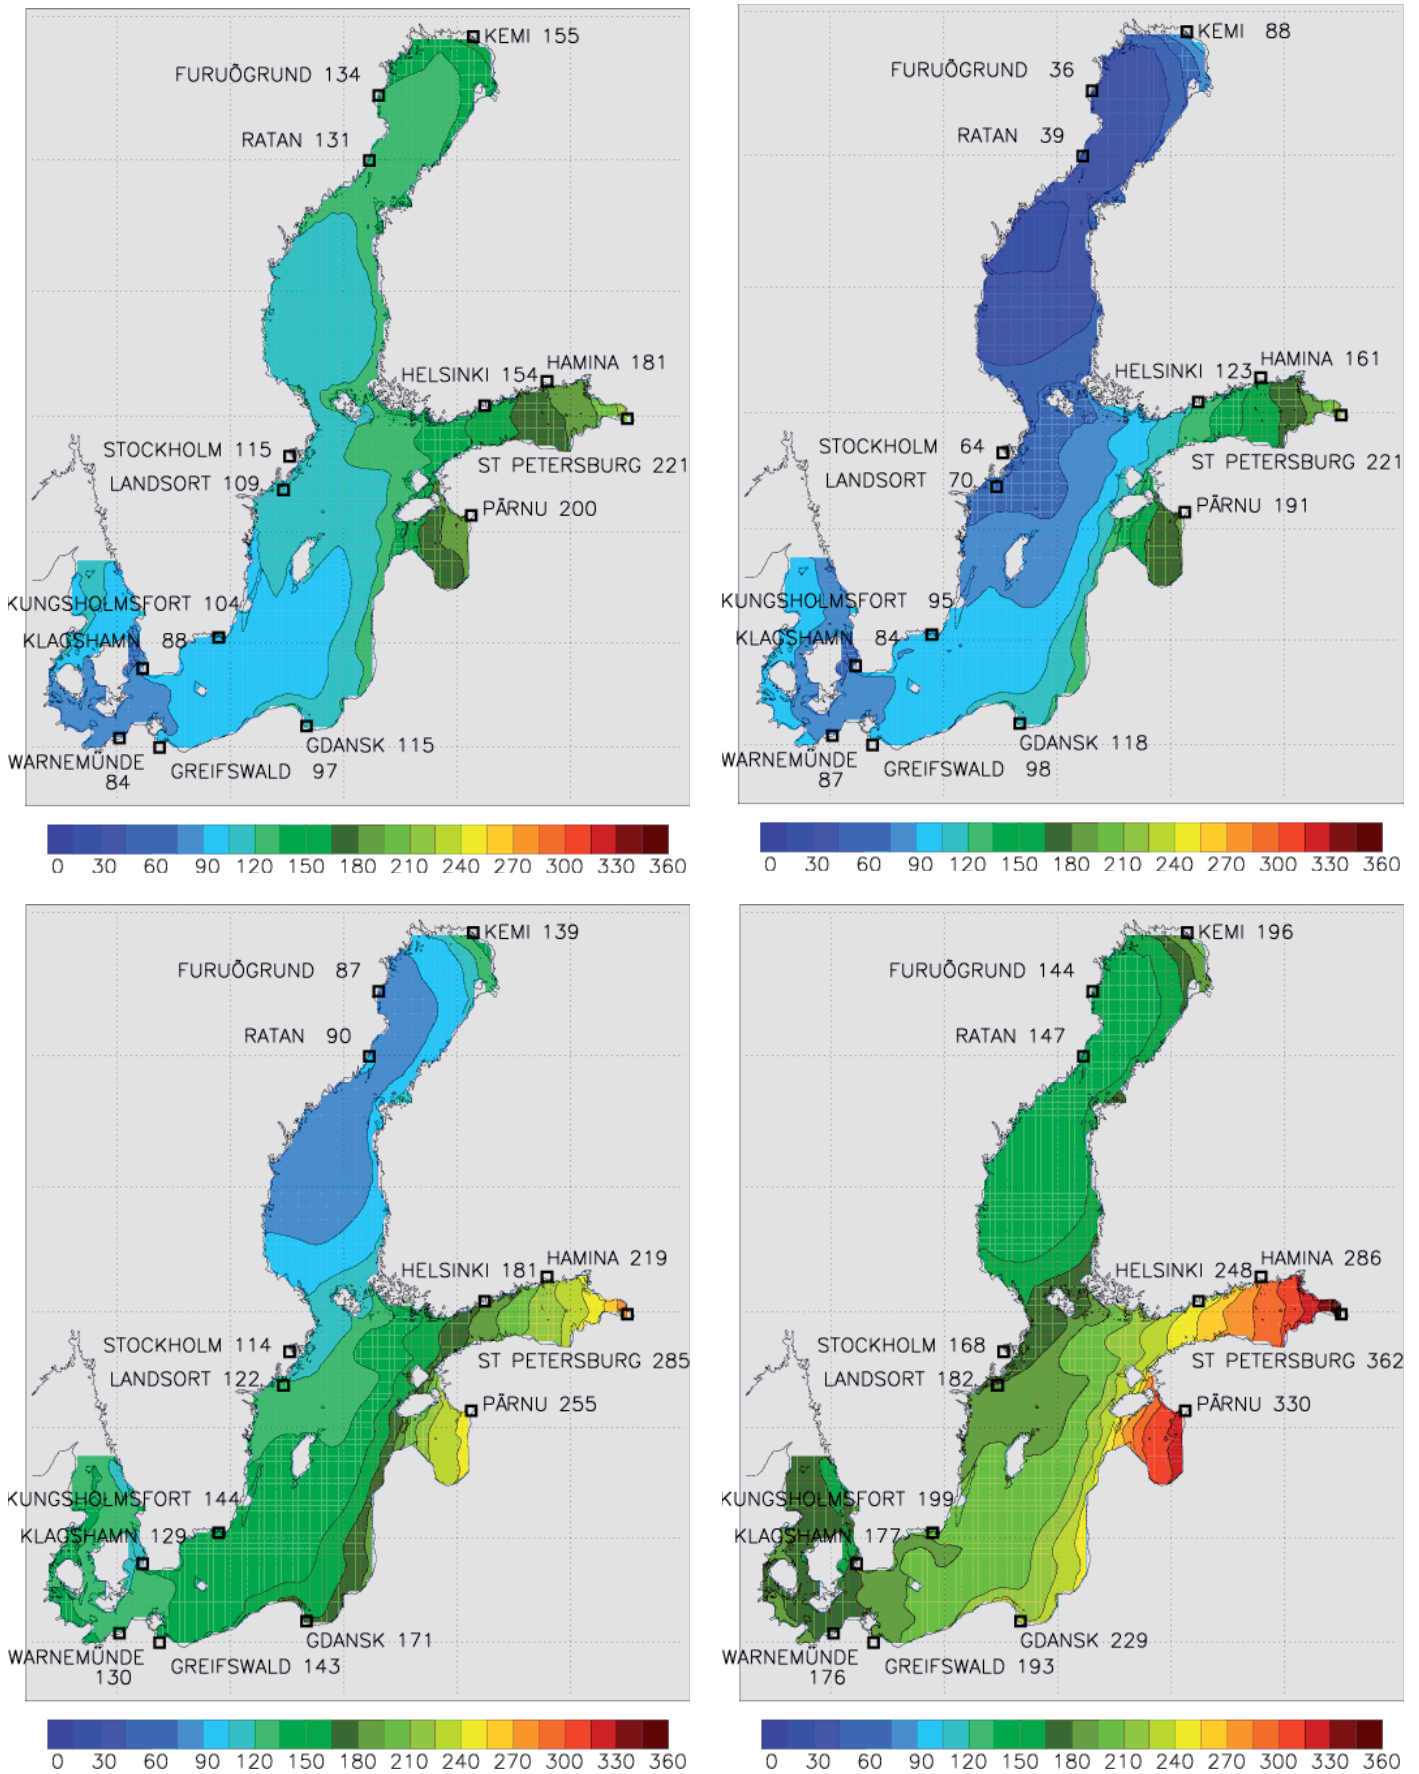 KEMI 155
FURUÖGRUND 134
RATAN 131
HAMINA 181
HELSINKI 154
STOCKHOLM 115
ST PETERSBURG 221
LANDSORT 109
PÄRNU 200
KUNGSHOLMSFORT 104
KLAGSHAMN 88
GDANSK 115
WARNEMÜNDE
84
GREIFSWALD 97
0 30 60 90 120 150 180 210 240 270 300 330 360
KEMI 88
FURUÖGRUND 36
RATAN 39
HAMINA 161
HELSINKI 123
STOCKHOLM 64
ST PETERSBURG 221
LANDSORT 70
PÄRNU 191
KUNGSHOLMSFORT 95
KLAGSHAMN 84
GDANSK 118
WARNEMÜNDE
87
GREIFSWALD 98
0 30 60 90 120 150 180 210 240 270 300 330 360
KEMI 139
FURUÖGRUND 87
RATAN 90
HAMINA 219
HELSINKI 181
STOCKHOLM 114
ST PETERSBURG 285
LANDSORT 122
PÄRNU 255
KUNGSHOLMSFORT 144
KLAGSHAMN 129
GDANSK 171
WARNEMÜNDE
130
GREIFSWALD 143
0 30 60 90 120 150 180 210 240 270 300 330 360
KEMI 196
FURUÖGRUND 144
RATAN 147
HAMINA 286
HELSINKI 248
STOCKHOLM 168
ST PETERSBURG 362
LANDSORT 182
PÄRNU 330
KUNGSHOLMSFORT 199
KLAGSHAMN 177
GDANSK 229
WARNEMÜNDE
176
GREIFSWALD 193
0 30 60 90 120 150 180 210 240 270 300 330 360